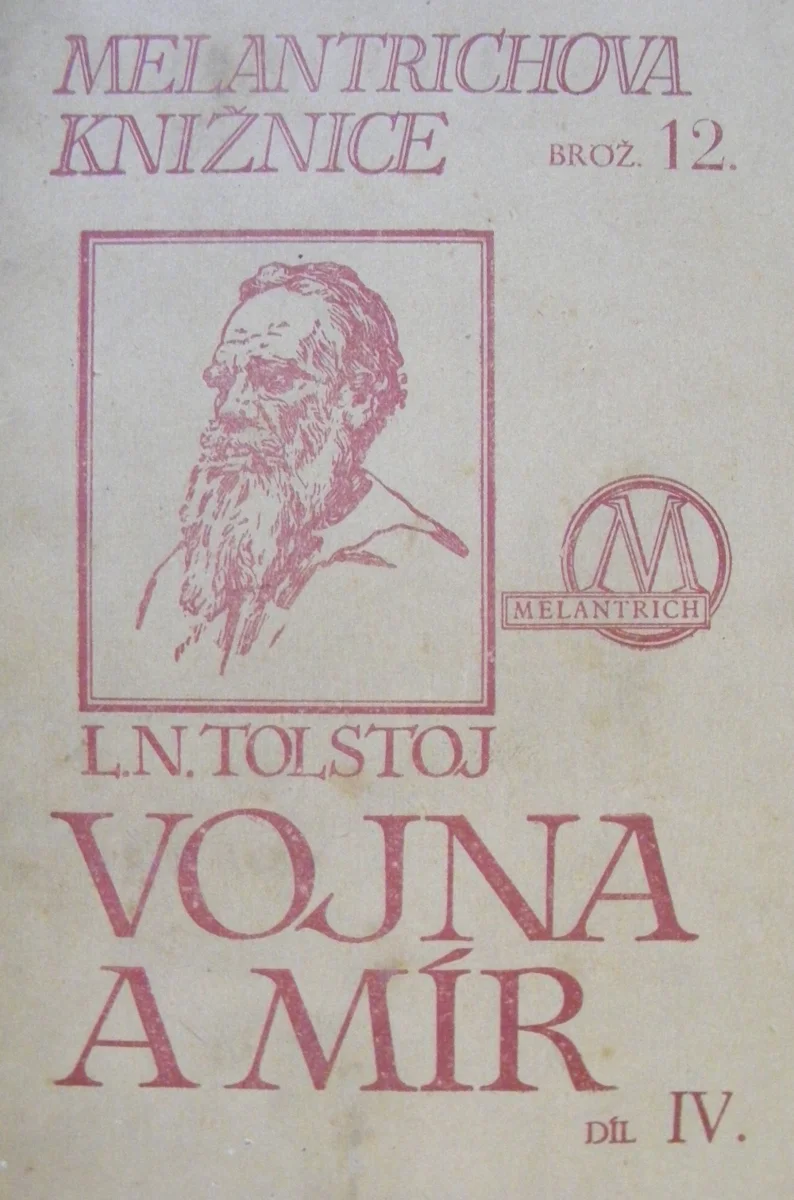 MELANTRICHOVA
KNIŽNICE BROŽ. 12.
M
MELANTRICH
L.N. TOLSTOJ
VOJNA
A MÍR
DÍL IV.